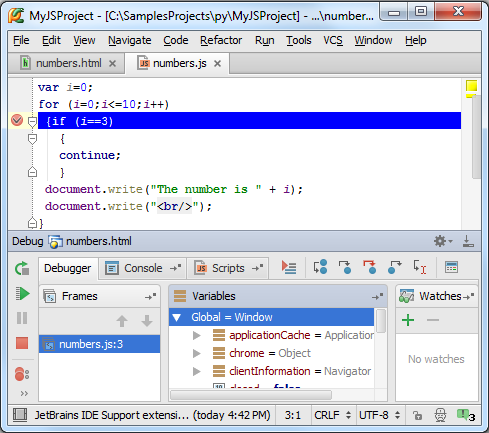 MyJSProject - [C:\SamplesProjects\py\MyJSProject] - ...\number...
File Edit View Navigate Code Refactor Run Tools VCS Window Help
numbers.html numbers.js
var i=0;
for (i=0;i<=10;i++)
{if (i==3)
{
continue;
}
document.write("The number is " + i);
document.write("<br/>");
}
Debug numbers.html
Debugger Console Scripts
Frames Variables Watches
numbers.js:3
Global = Window
applicationCache = Application
chrome = Object
clientInformation = Navigator
closed = false
No watches
JetBrains IDE Support extensi... (today 4:42 PM) 3:1 CRLF UTF-8 3